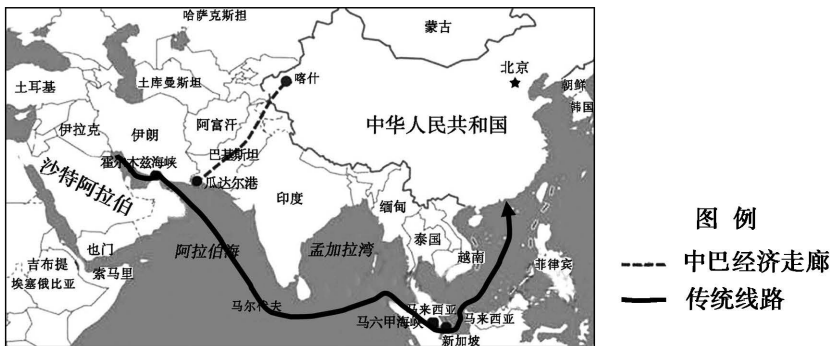 哈萨克斯坦
蒙古
土耳其
土库曼斯坦
喀什
北京
朝鲜
韩国
伊拉克
伊朗
阿富汗
中华人民共和国
巴基斯坦
霍尔木兹海峡
瓜达尔港
沙特阿拉伯
印度
缅甸
也门
阿拉伯海
孟加拉湾
泰国
越南
菲律宾
吉布提
索马里
埃塞俄比亚
马尔代夫
马来西亚
马六甲海峡
马来西亚
新加坡
图 例
中巴经济走廊
传统线路